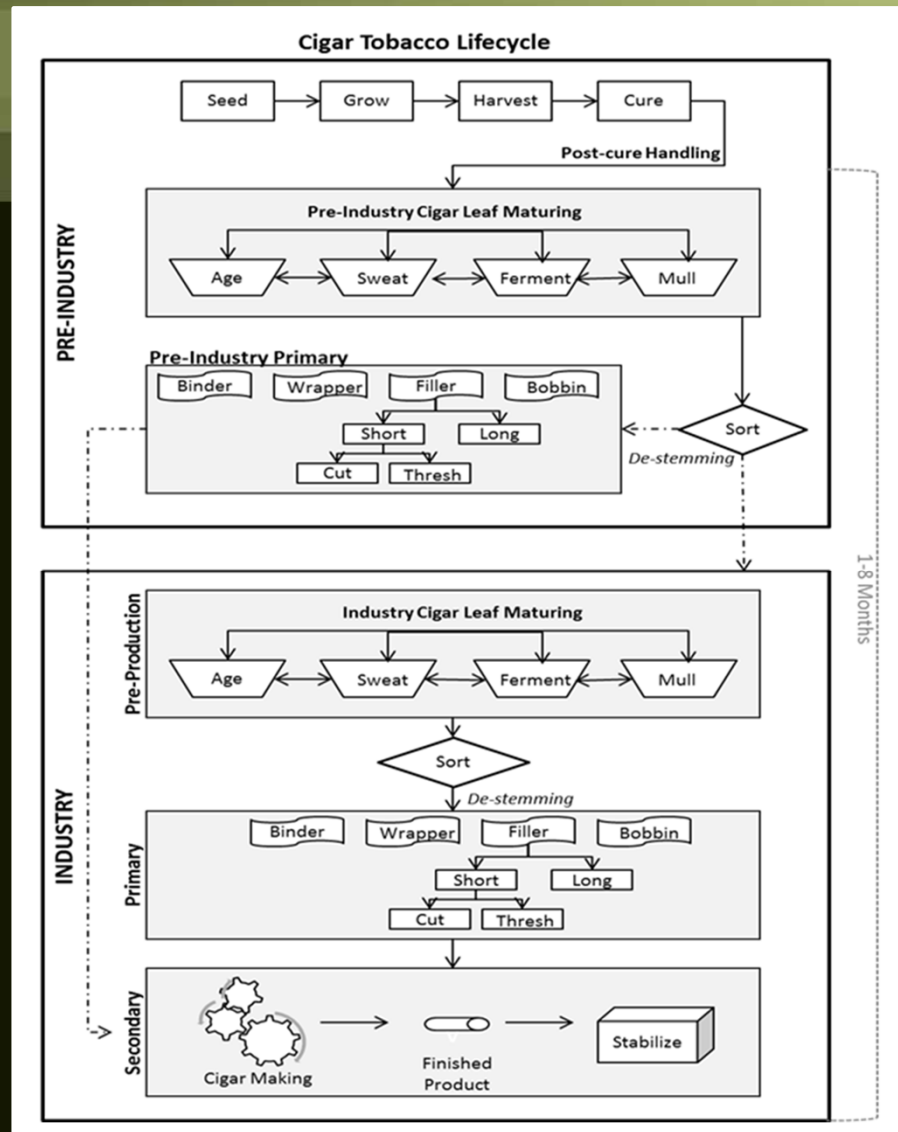 Cigar Tobacco Lifecycle
Seed
Grow
Harvest
Cure
Post-cure Handling
PRE-INDUSTRY
Pre-Industry Cigar Leaf Maturing
Age
Sweat
Ferment
Mull
Pre-Industry Primary
Binder
Wrapper
Filler
Bobbin
Short
Long
Cut
Thresh
Sort
De-stemming
1-8 Months
INDUSTRY
Pre-Production
Industry Cigar Leaf Maturing
Age
Sweat
Ferment
Mull
Sort
De-stemming
Primary
Binder
Wrapper
Filler
Bobbin
Short
Long
Cut
Thresh
Secondary
Cigar Making
Finished
Product
Stabilize